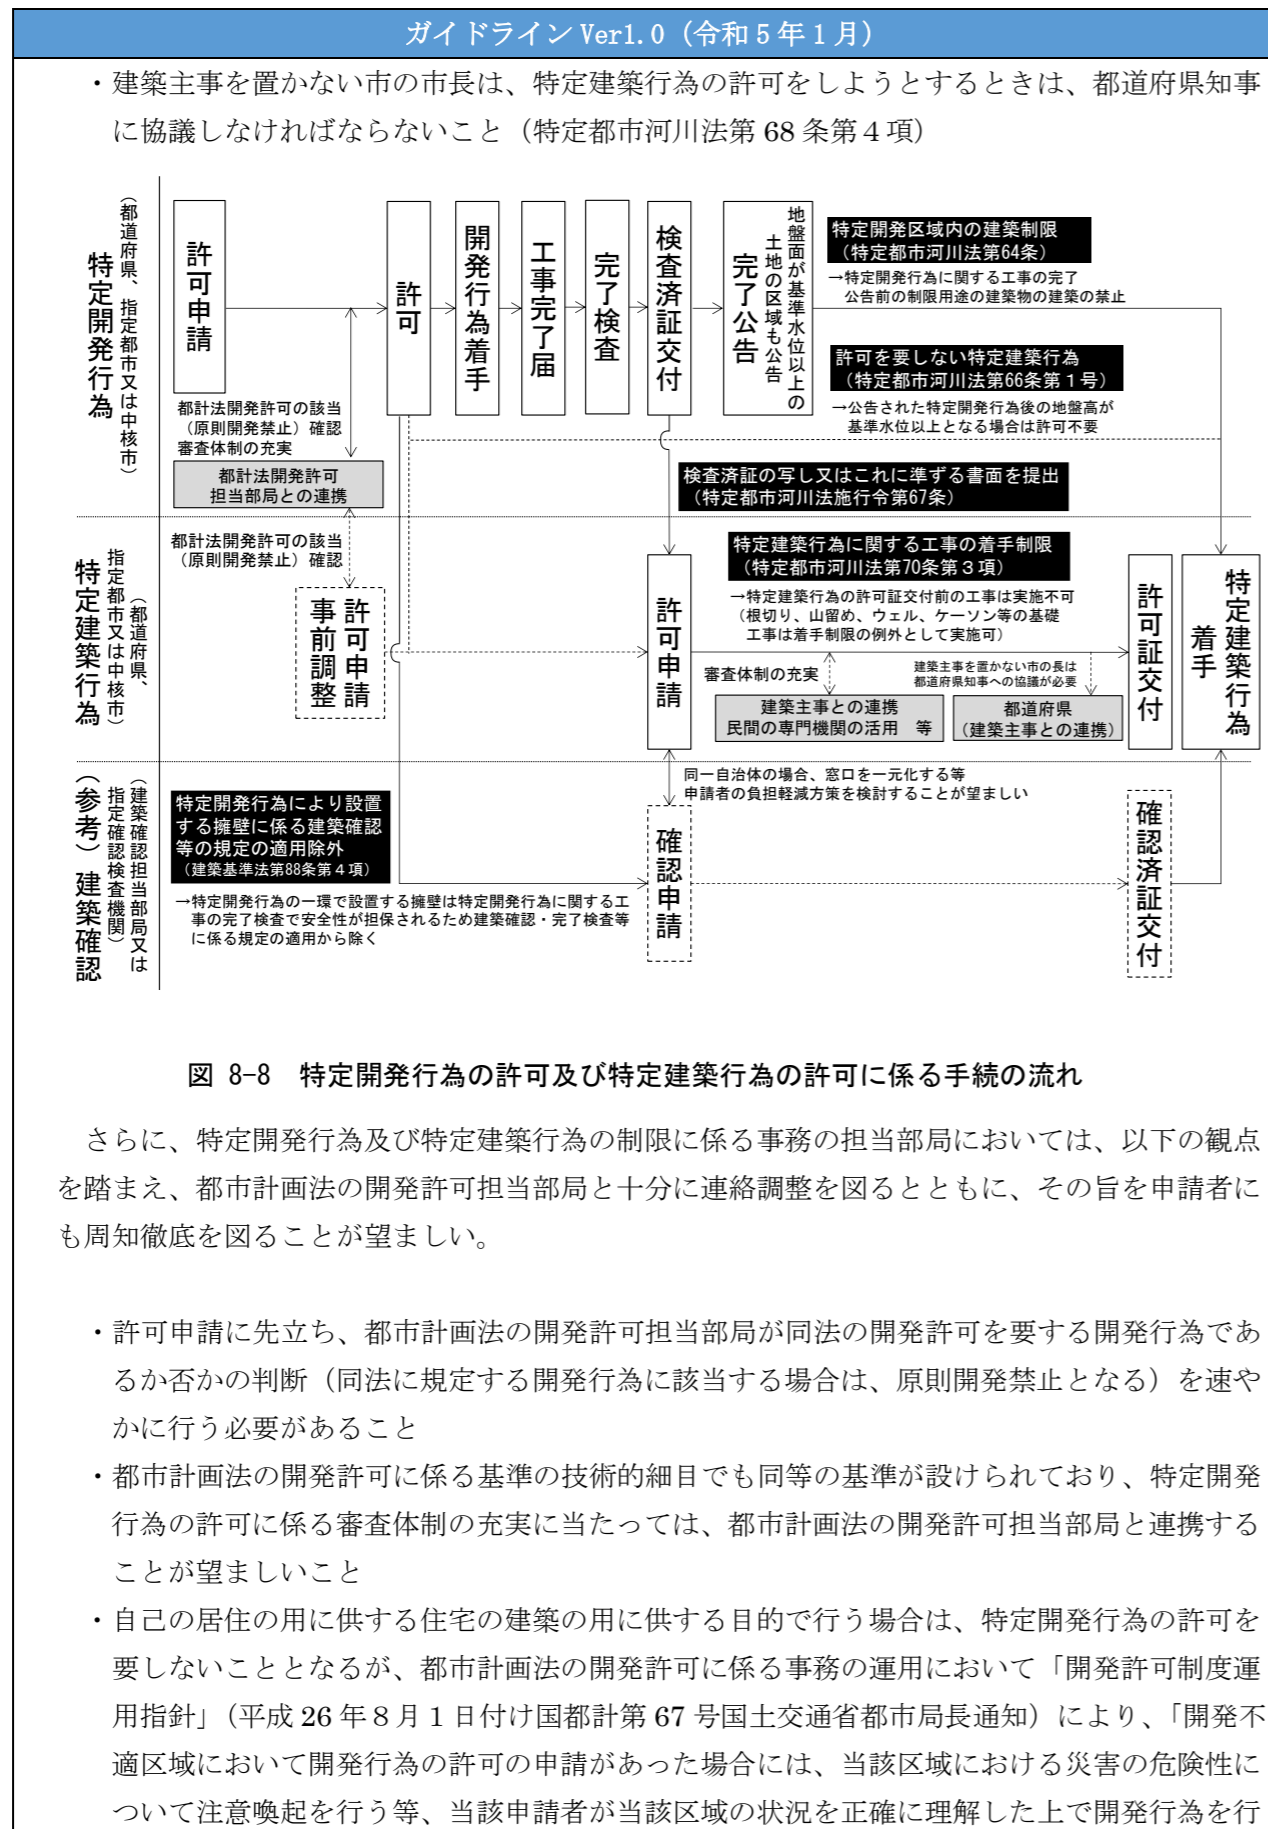 ガイドライン Ver1.0（令和５年１月）
・建築主事を置かない市の市長は、特定建築行為の許可をしようとするときは、都道府県知事
に協議しなければならないこと（特定都市河川法第 68 条第４項）
特定開発行為
（都道府県、指定都市又は中核市）
許可申請
許可
開発行為着手
工事完了届
完了検査
検査済証交付
完了公告
地盤面が基準水位以上の
土地の区域も公告
特定開発区域内の建築制限
（特定都市河川法第64条）
→特定開発行為に関する工事の完了
公告前の制限用途の建築物の建築の禁止
許可を要しない特定建築行為
（特定都市河川法第66条第１号）
→公告された特定開発行為後の地盤高が
基準水位以上となる場合は許可不要
都計法開発許可の該当
（原則開発禁止）確認
審査体制の充実
都計法開発許可
担当部局との連携
検査済証の写し又はこれに準ずる書面を提出
（特定都市河川法施行令第67条）
特定建築行為
（都道府県、
指定都市又は中核市）
都計法開発許可の該当
（原則開発禁止）確認
許可申請
事前調整
許可申請
特定建築行為に関する工事の着手制限
（特定都市河川法第70条第３項）
→特定建築行為の許可証交付前の工事は実施不可
（根切り、山留め、ウェル、ケーソン等の基礎
工事は着手制限の例外として実施可）
審査体制の充実
建築主事を置かない市の長は
都道府県知事への協議が必要
建築主事との連携
民間の専門機関の活用　等
都道府県
（建築主事との連携）
許可証交付
特定建築行為
着手
（参考）建築確認
（建築確認担当部局又は
指定確認検査機関）
特定開発行為により設置
する擁壁に係る建築確認
等の規定の適用除外
（建築基準法第88条第４項）
→特定開発行為の一環で設置する擁壁は特定開発行為に関する工
事の完了検査で安全性が担保されるため建築確認・完了検査等
に係る規定の適用から除く
同一自治体の場合、窓口を一元化する等
申請者の負担軽減方策を検討することが望ましい
確認申請
確認済証交付
図 8-8　特定開発行為の許可及び特定建築行為の許可に係る手続の流れ
さらに、特定開発行為及び特定建築行為の制限に係る事務の担当部局においては、以下の観点
を踏まえ、都市計画法の開発許可担当部局と十分に連絡調整を図るとともに、その旨を申請者に
も周知徹底を図ることが望ましい。
・許可申請に先立ち、都市計画法の開発許可担当部局が同法の開発許可を要する開発行為であ
るか否かの判断（同法に規定する開発行為に該当する場合は、原則開発禁止となる）を速や
かに行う必要があること
・都市計画法の開発許可に係る基準の技術的細目でも同等の基準が設けられており、特定開発
行為の許可に係る審査体制の充実に当たっては、都市計画法の開発許可担当部局と連携する
ことが望ましいこと
・自己の居住の用に供する住宅の建築の用に供する目的で行う場合は、特定開発行為の許可を
要しないこととなるが、都市計画法の開発許可に係る事務の運用において「開発許可制度運
用指針」（平成 26 年８月１日付け国都計第 67 号国土交通省都市局長通知）により、「開発不
適区域において開発行為の許可の申請があった場合には、当該区域における災害の危険性に
ついて注意喚起を行う等、当該申請者が当該区域の状況を正確に理解した上で開発行為を行